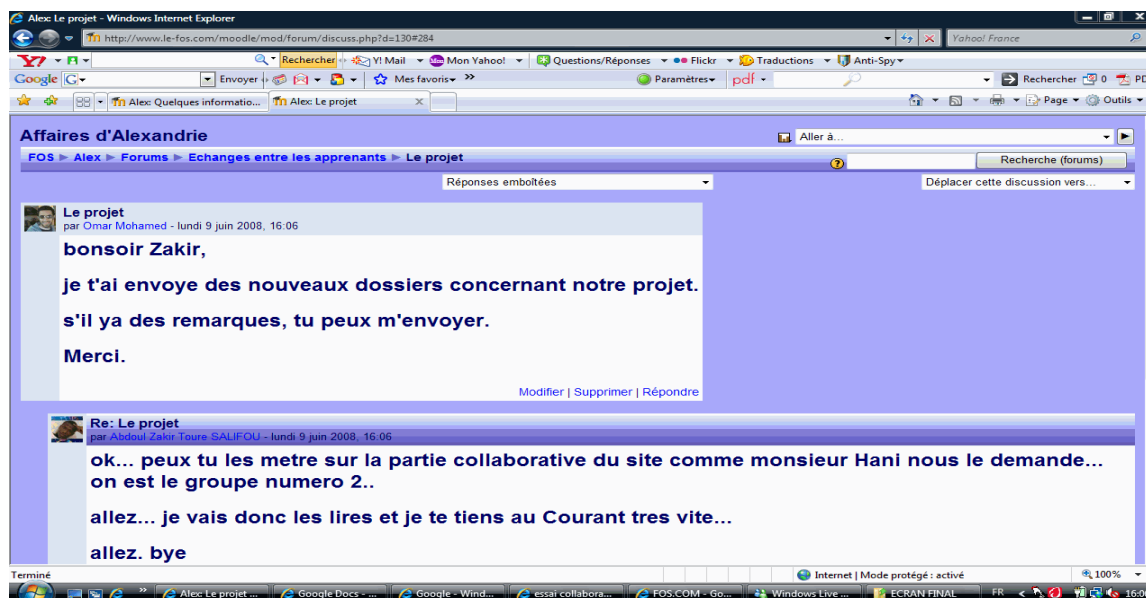 Alex: Le projet - Windows Internet Explorer
http://www.le-fos.com/moodle/mod/forum/discuss.php?d=130#284
Yahoo! France
Rechercher Y! Mail Mon Yahoo! Questions/Réponses Flickr Traductions Anti-Spy
Google Envoyer Mes favoris Paramètres pdf Rechercher 0 PD
Alex: Quelques informatio... Alex: Le projet Page Outils
Affaires d'Alexandrie
Aller à...
FOS ► Alex ► Forums ► Echanges entre les apprenants ► Le projet
Recherche (forums)
Réponses emboîtées
Déplacer cette discussion vers...
Le projet
par Omar Mohamed - lundi 9 juin 2008, 16:06
bonsoir Zakir,
je t'ai envoye des nouveaux dossiers concernant notre projet.
s'il ya des remarques, tu peux m'envoyer.
Merci.
Modifier | Supprimer | Répondre
Re: Le projet
par Abdoul Zakir Toure SALIFOU - lundi 9 juin 2008, 16:06
ok... peux tu les metre sur la partie collaborative du site comme monsieur Hani nous le demande...
on est le groupe numero 2..
allez... je vais donc les lires et je te tiens au Courant tres vite...
allez. bye
Terminé
Internet | Mode protégé : activé
100%
Alex: Le projet ... Google Docs - ... Google - Wind... essai collabora... FOS.COM - Go... Windows Live ... ECRAN FINAL FR